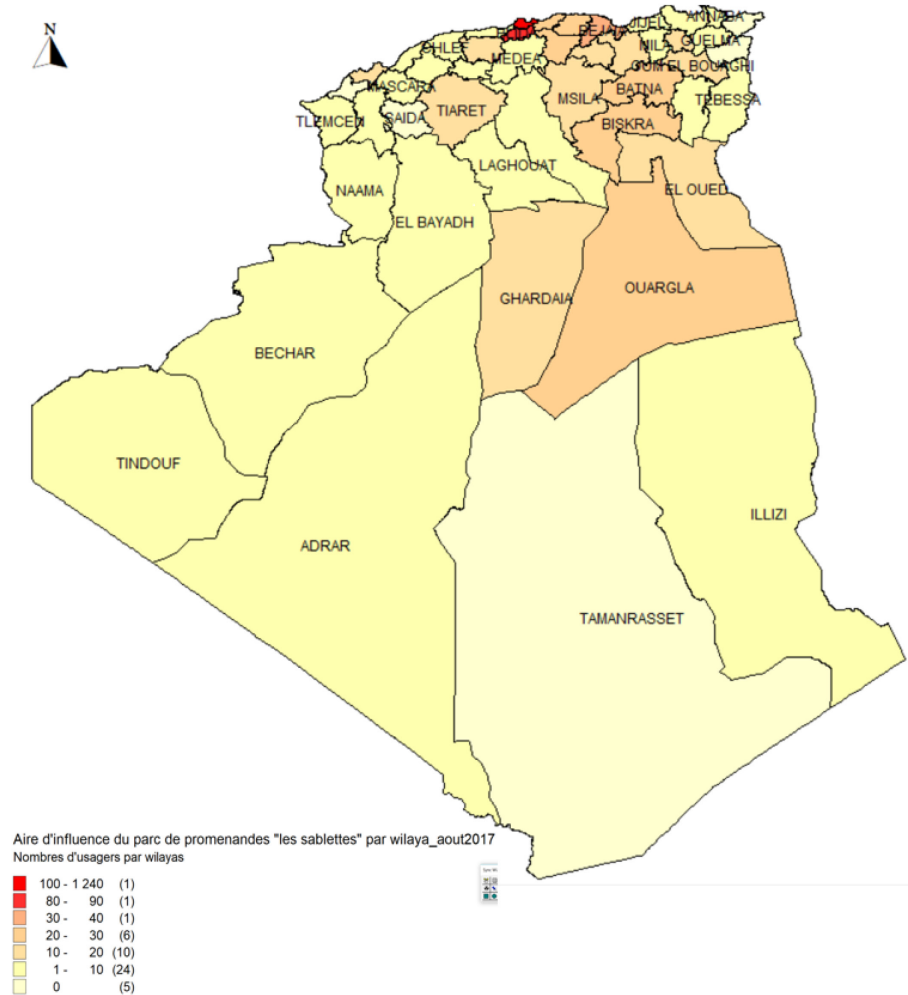 N
JIJEL
ANNABA
BEJAIA
CHLEF
MILA
GUELMA
MEDEA
OUM EL BOUAGHI
MASCARA
BATNA
TEBESSA
MSILA
TLEMCEN
SAIDA
TIARET
BISKRA
LAGHOUAT
NAAMA
EL OUED
EL BAYADH
GHARDAIA
OUARGLA
BECHAR
TINDOUF
ILLIZI
ADRAR
TAMANRASSET
Aire d'influence du parc de promenandes "les sablettes" par wilaya_aout2017
Nombres d'usagers par wilayas
100 - 1 240 (1)
80 - 90 (1)
30 - 40 (1)
20 - 30 (6)
10 - 20 (10)
1 - 10 (24)
0 (5)